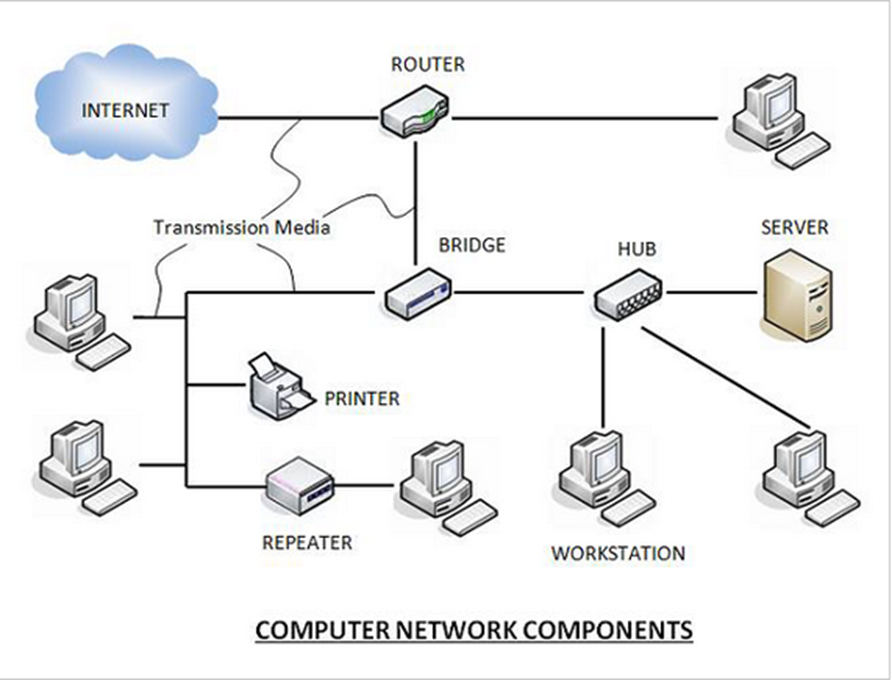 ROUTER
INTERNET
Transmission Media
BRIDGE
HUB
SERVER
PRINTER
REPEATER
WORKSTATION
COMPUTER NETWORK COMPONENTS